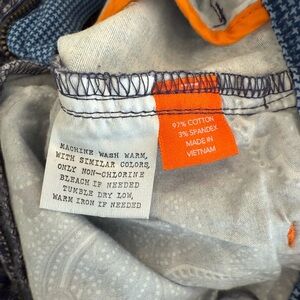 MACHINE WASH WARM,
WITH SIMILAR COLORS,
ONLY NON-CHLORINE
BLEACH IF NEEDED
TUMBLE DRY LOW,
WARM IRON IF NEEDED
97% COTTON
3% SPANDEX
MADE IN
VIETNAM